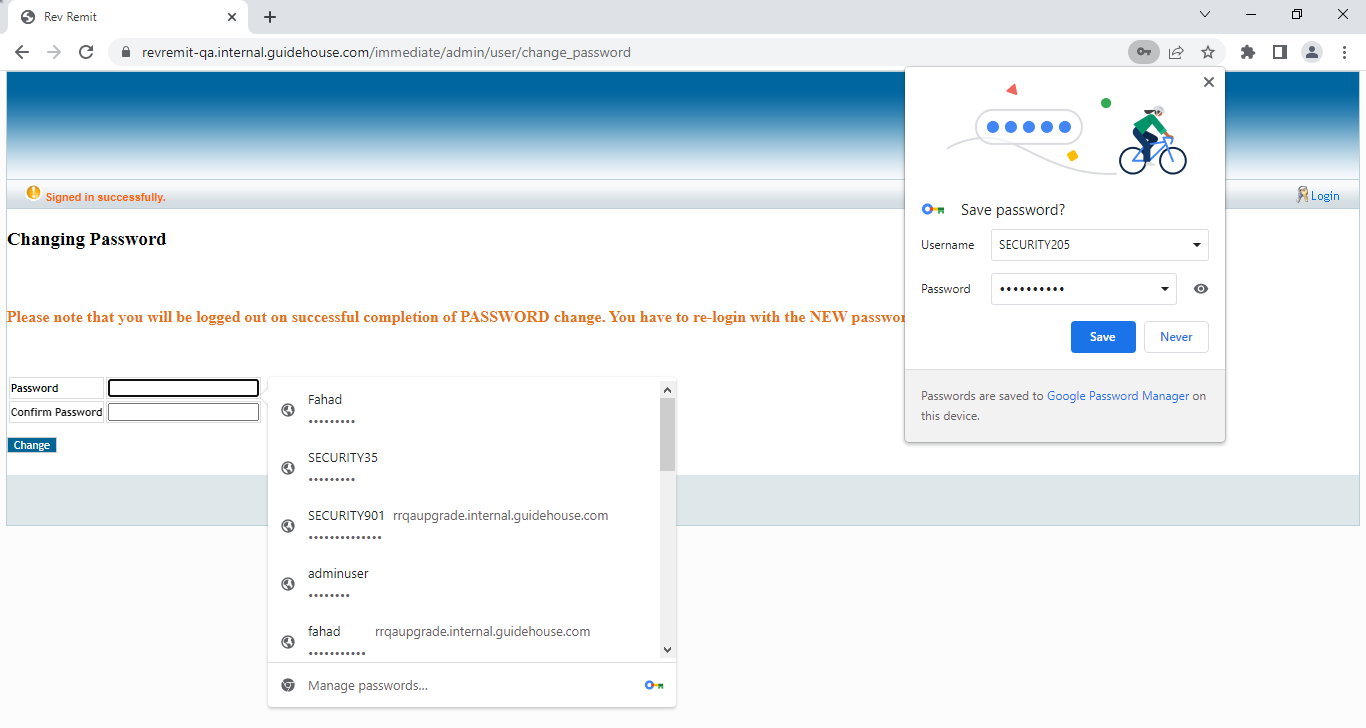 Rev Remit
revremit-qa.internal.guidehouse.com/immediate/admin/user/change_password
Signed in successfully.
Login
Changing Password
Please note that you will be logged out on successful completion of PASSWORD change. You have to re-login with the NEW passwor
Password
Confirm Password
Change
Fahad
•••••••••
SECURITY35
•••••••••
SECURITY901 rrqaupgrade.internal.guidehouse.com
••••••••••••••
adminuser
••••••••
fahad rrqaupgrade.internal.guidehouse.com
•••••••••••
Manage passwords...
Save password?
Username SECURITY205
Password ••••••••••
Save Never
Passwords are saved to Google Password Manager on
this device.